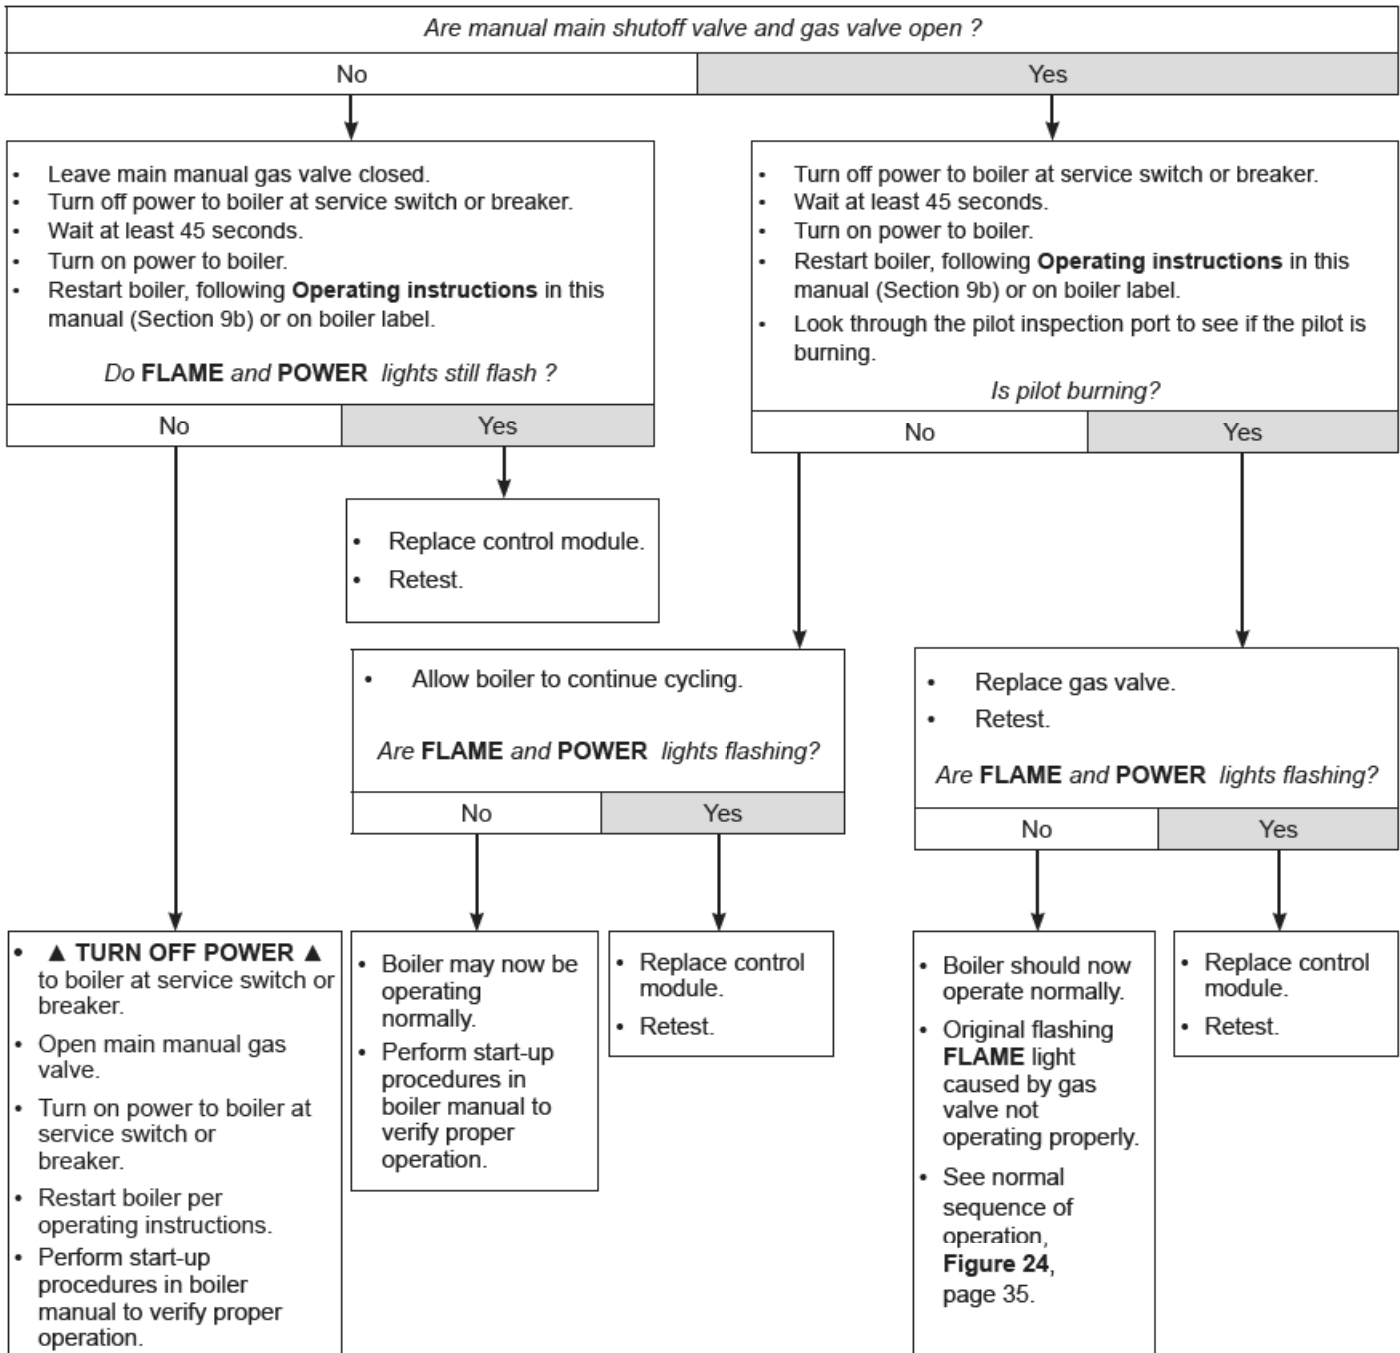 Are manual main shutoff valve and gas valve open ?
No
Yes
• Leave main manual gas valve closed.
• Turn off power to boiler at service switch or breaker.
• Wait at least 45 seconds.
• Turn on power to boiler.
• Restart boiler, following Operating instructions in this
manual (Section 9b) or on boiler label.
Do FLAME and POWER lights still flash ?
No
Yes
• Turn off power to boiler at service switch or breaker.
• Wait at least 45 seconds.
• Turn on power to boiler.
• Restart boiler, following Operating instructions in this
manual (Section 9b) or on boiler label.
• Look through the pilot inspection port to see if the pilot is
burning.
Is pilot burning?
No
Yes
• Replace control module.
• Retest.
• Allow boiler to continue cycling.
Are FLAME and POWER lights flashing?
No
Yes
• Replace gas valve.
• Retest.
Are FLAME and POWER lights flashing?
No
Yes
• ▲ TURN OFF POWER ▲
to boiler at service switch or
breaker.
• Open main manual gas
valve.
• Turn on power to boiler at
service switch or
breaker.
• Restart boiler per
operating instructions.
• Perform start-up
procedures in boiler
manual to verify proper
operation.
• Boiler may now be
operating
normally.
• Perform start-up
procedures in
boiler manual to
verify proper
operation.
• Replace control
module.
• Retest.
• Boiler should now
operate normally.
• Original flashing
FLAME light
caused by gas
valve not
operating properly.
• See normal
sequence of
operation,
Figure 24,
page 35.
• Replace control
module.
• Retest.